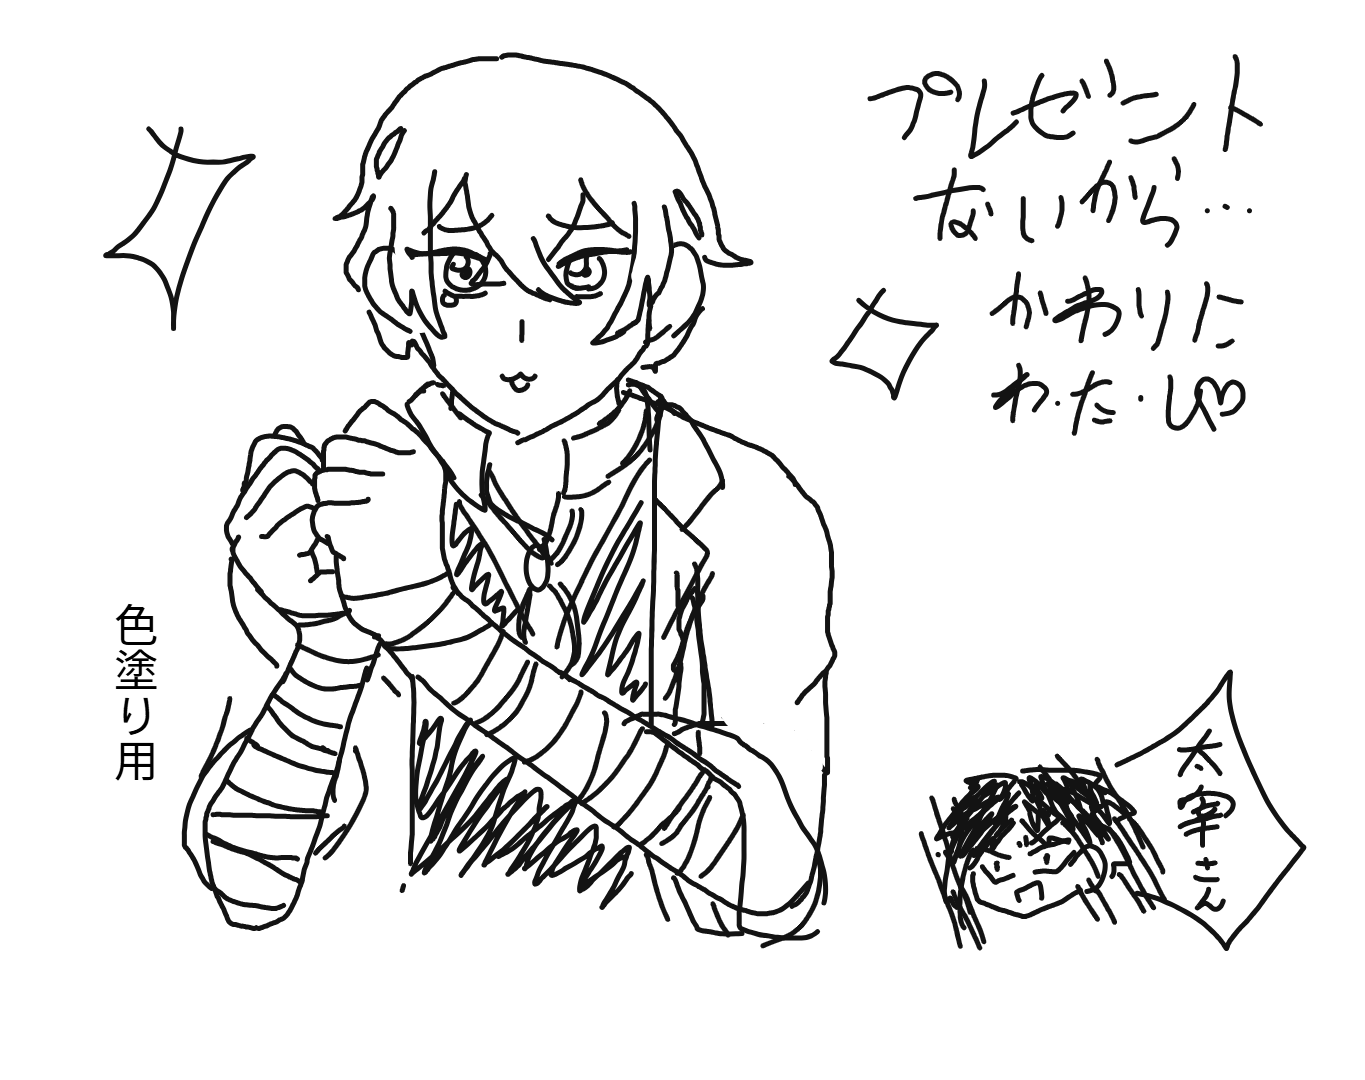 プレゼント
ないから…
かわりに
わ・た・し♡
色塗り用
太宰さん